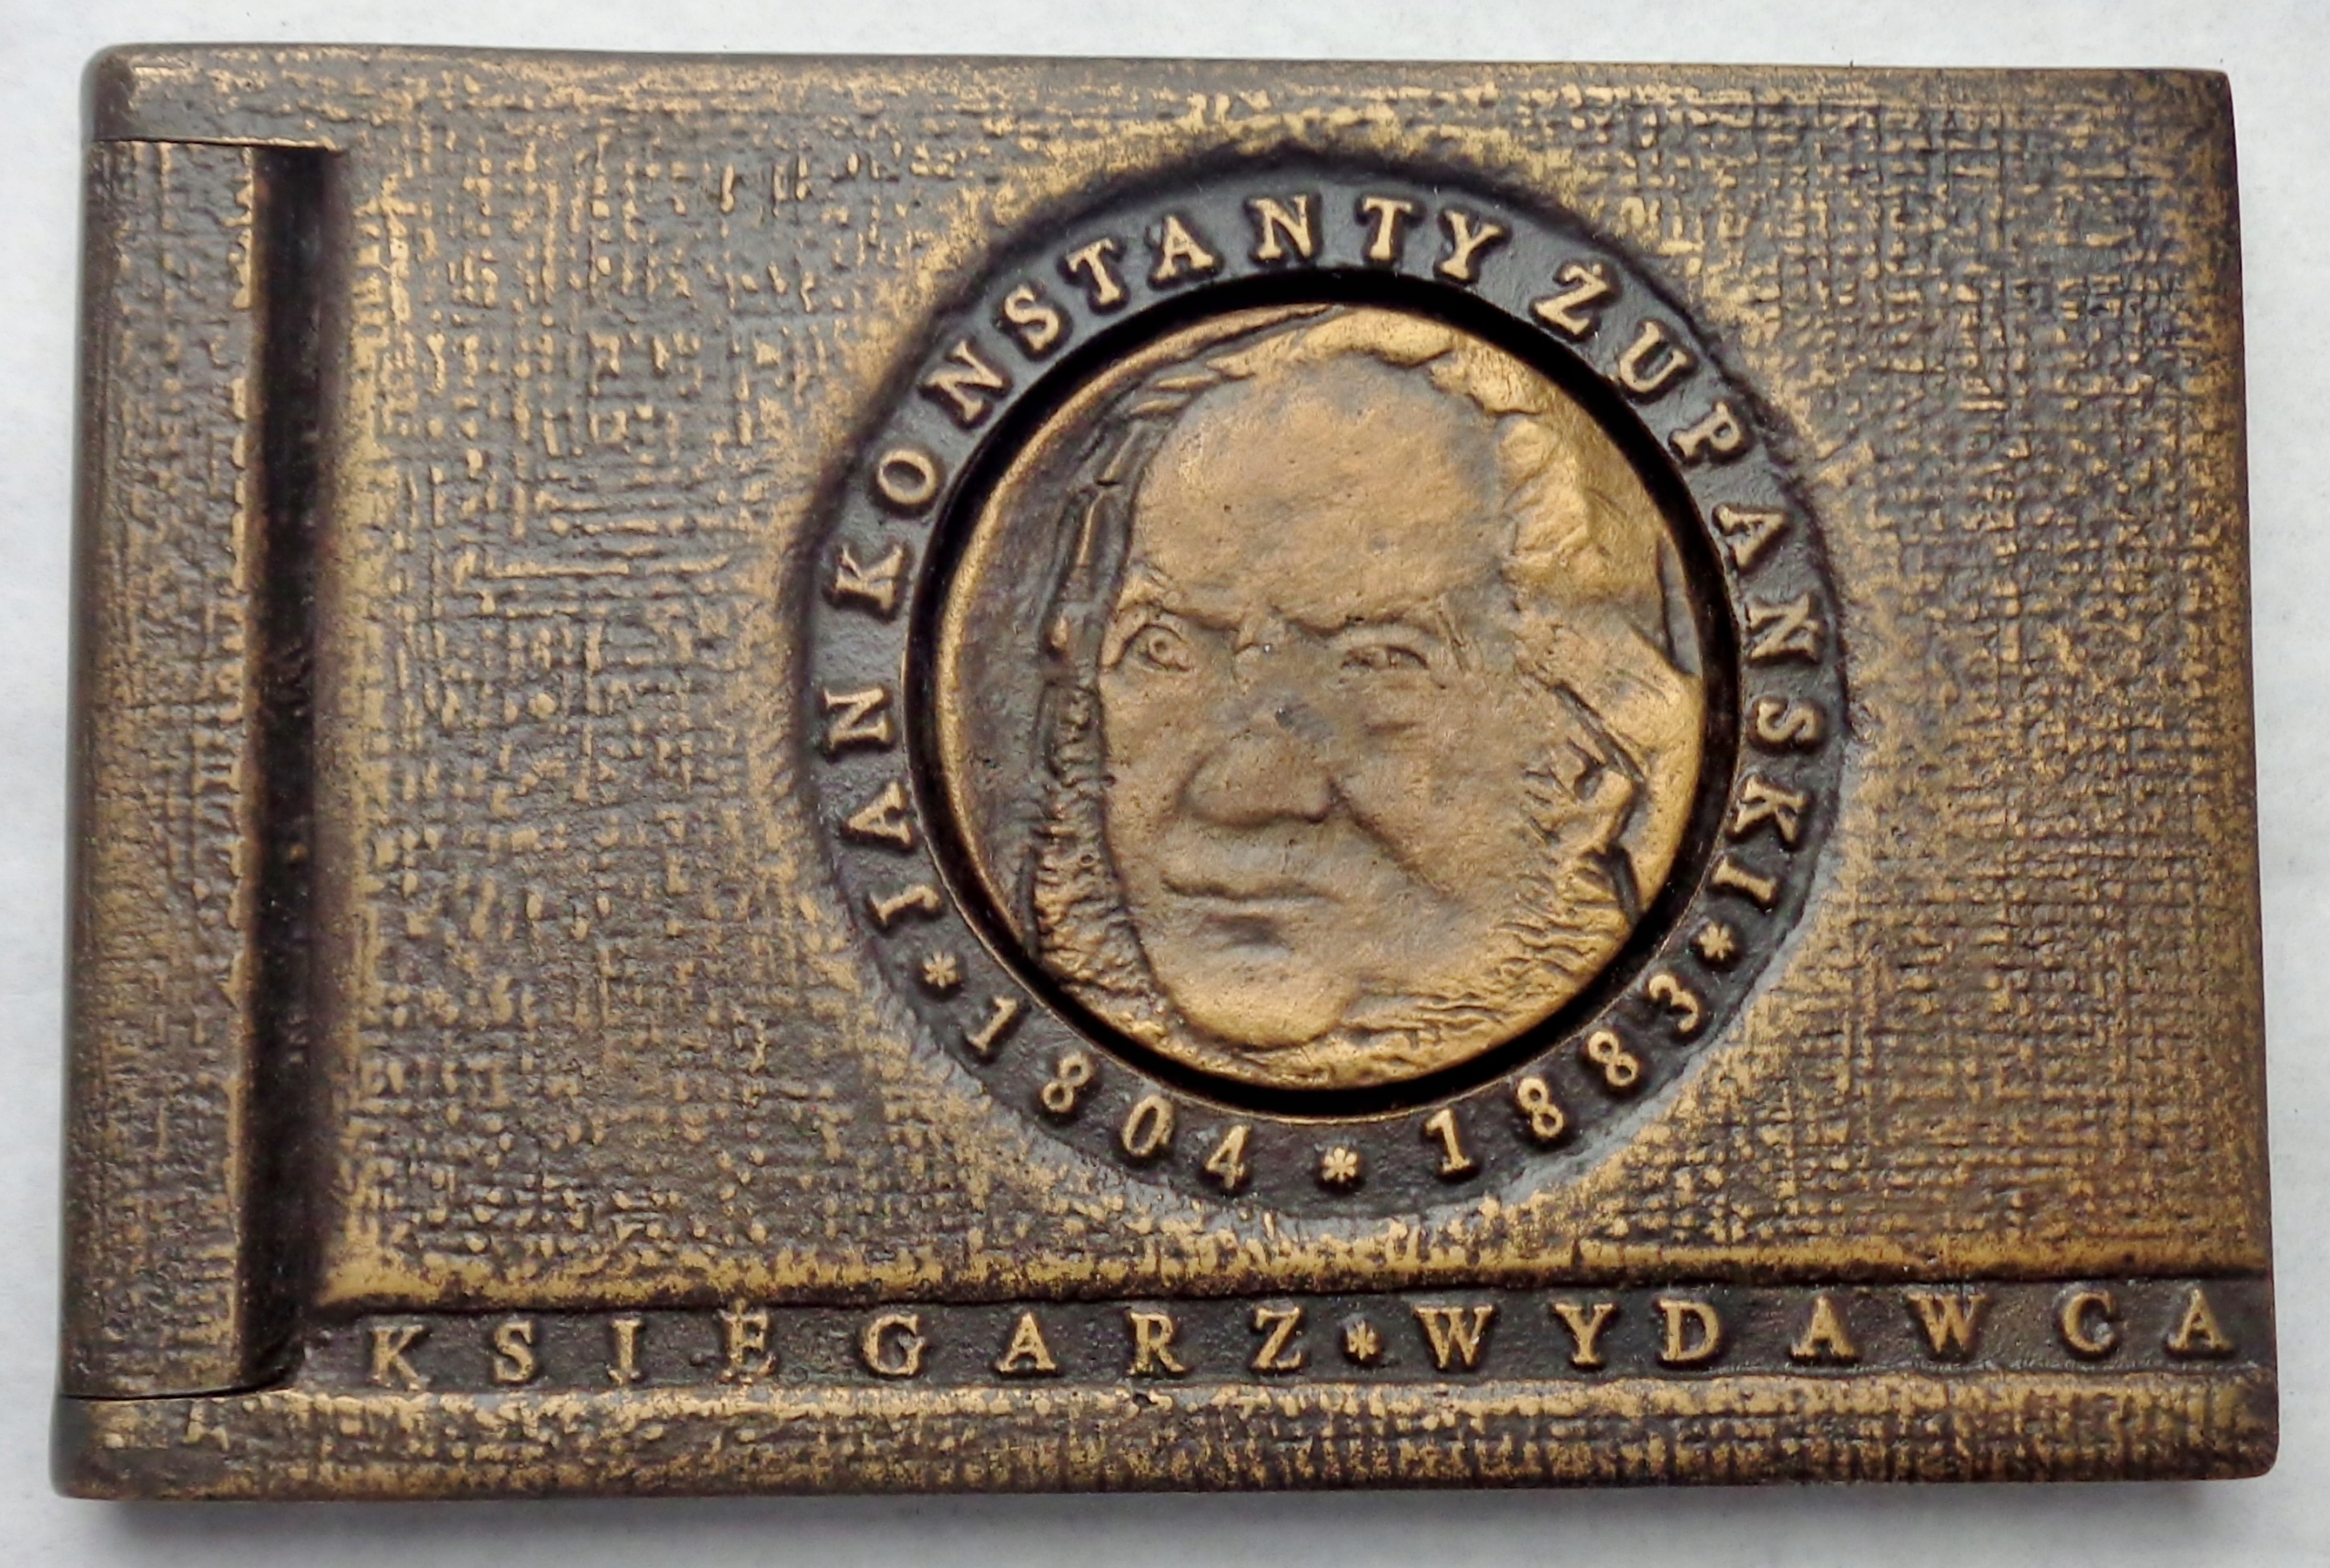 JAN KONSTANTY ŻUPAŃSKI
* 1804 * 1883 *
KSIĘGARZ * WYDAWCA